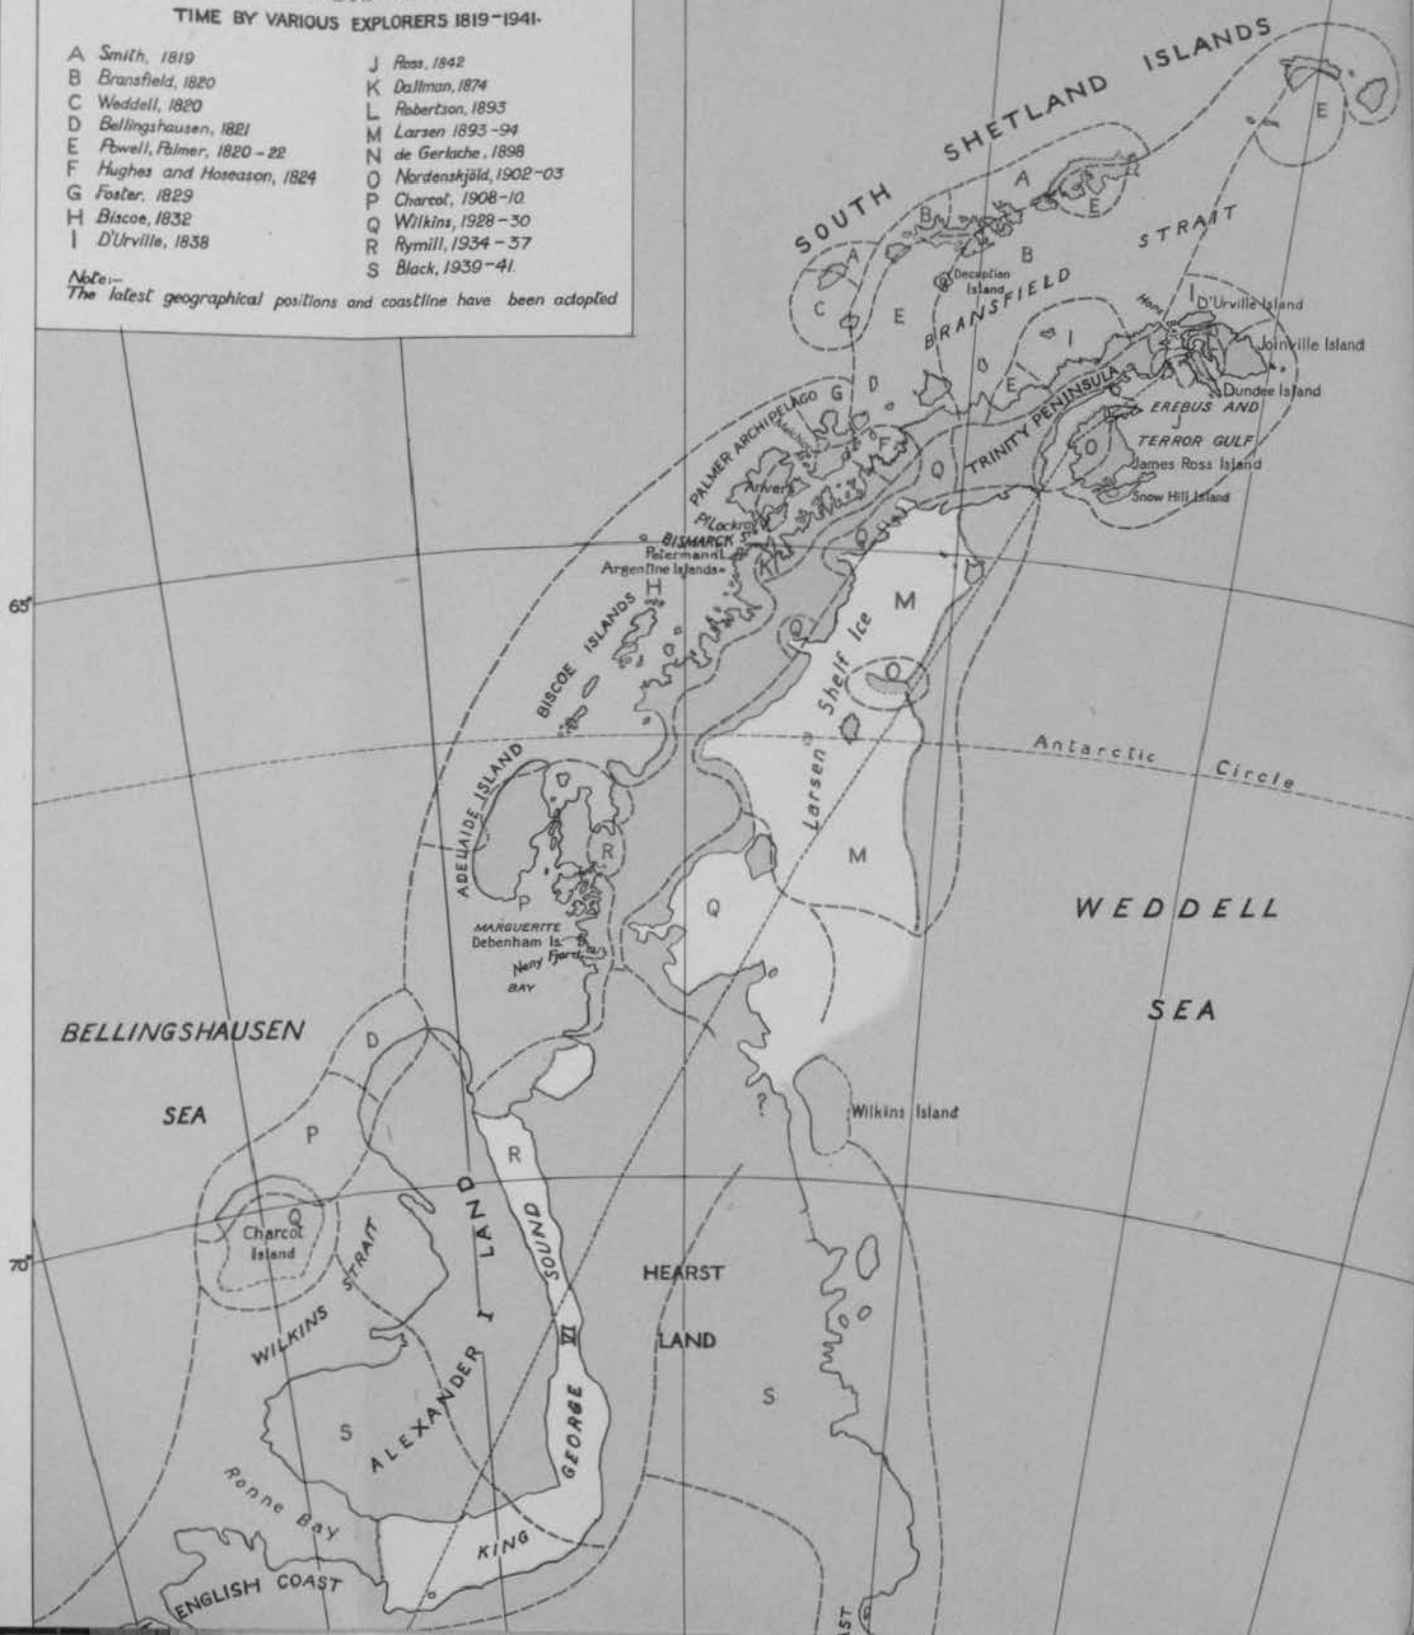 TIME BY VARIOUS EXPLORERS 1819-1941.
A Smith, 1819
B Bransfield, 1820
C Weddell, 1820
D Bellingshausen, 1821
E Powell, Palmer, 1820-22
F Hughes and Hoseason, 1824
G Foster, 1829
H Biscoe, 1832
I D'Urville, 1838
J Ross, 1842
K Dallman, 1874
L Robertson, 1893
M Larsen 1893-94
N de Gerlache, 1898
O Nordenskjöld, 1902-03
P Charcot, 1908-10
Q Wilkins, 1928-30
R Rymill, 1934-37
S Black, 1939-41.
Note:-
The latest geographical positions and coastline have been adopted
SOUTH SHETLAND ISLANDS
E
A
E
B
A
C
B
E
Deception
Island
BRANSFIELD STRAIT
I
I
D'Urville Island
Joinville Island
Dundee Island
EREBUS AND
J
TERROR GULF
James Ross Island
Snow Hill Island
O
TRINITY PENINSULA
E
D
G
F
Q
PALMER ARCHIPELAGO
Anvers
Pt Lockroy
BISMARCK
Petermann I.
Argentine Islands
K
H
BISCOE ISLANDS
65°
O
M
Larsen Shelf Ice
O
Antarctic Circle
ADELAIDE ISLAND
R
P
M
Q
MARGUERITE
Debenham Is.
Neny Fjord
BAY
WEDDELL
SEA
BELLINGSHAUSEN
SEA
D
P
?
Wilkins Island
R
Charcot
Island
Q
70°
WILKINS STRAIT
ALEXANDER I LAND
KING GEORGE VI SOUND
HEARST
LAND
S
S
Ronne Bay
ENGLISH COAST